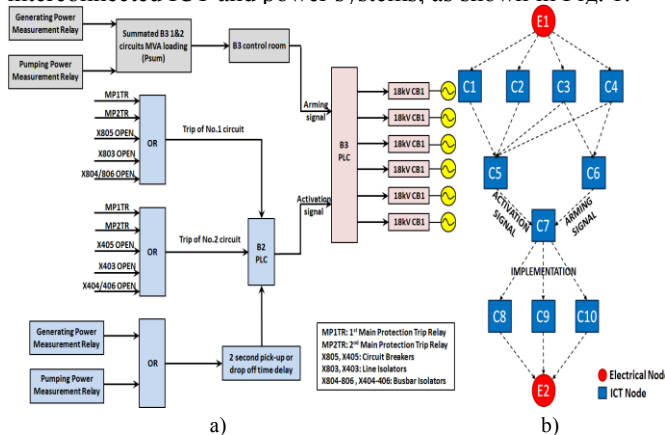 interconnected ICT and power systems, as shown in Fig. 1.
Generating Power
Measurement Relay
Pumping Power
Measurement Relay
Summated B3 1&2
circuits MVA loading
(Psum)
B3 control room
MP1TR
MP2TR
X805 OPEN
X803 OPEN
X804/806 OPEN
OR
Trip of No.1 circuit
MP1TR
MP2TR
X405 OPEN
X403 OPEN
X404/406 OPEN
OR
Trip of No.2 circuit
Generating Power
Measurement Relay
Pumping Power
Measurement Relay
OR
2 second pick-up or
drop off time delay
B2
PLC
Arming
signal
Activation
signal
B3
PLC
18kV CB1
18kV CB1
18kV CB1
18kV CB1
18kV CB1
18kV CB1
MP1TR: 1st Main Protection Trip Relay
MP2TR: 2nd Main Protection Trip Relay
X805, X405: Circuit Breakers
X803, X403: Line Isolators
X804-806 , X404-406: Busbar Isolators
a)
E1
C1
C2
C3
C4
C5
C6
ACTIVATION
SIGNAL
ARMING
SIGNAL
C7
IMPLEMENTATION
C8
C9
C10
E2
Electrical Node
ICT Node
b)